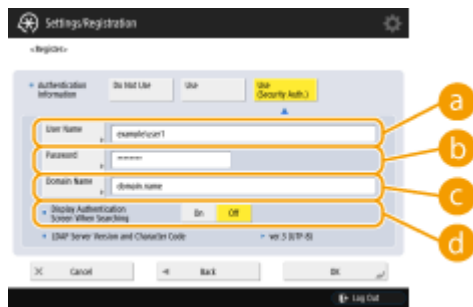 Settings/Registration
<Register>
Authentication Information
Do Not Use
Use
Use (Security Auth.)
User Name
example\user1
a
Password
********
b
Domain Name
domain.name
c
Display Authentication Screen When Searching
On
Off
d
LDAP Server Version and Character Code
ver.3 (UTF-8)
Cancel
Back
OK
Log Out